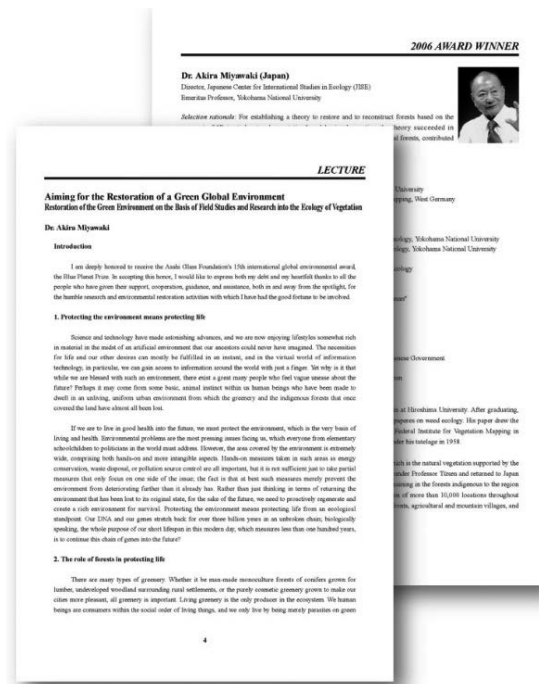 2006 AWARD WINNER
Dr. Akira Miyawaki (Japan)
Director, Japanese Center for International Studies in Ecology (JISE)
Emeritus Professor, Yokohama National University
Selection rationale: For establishing a theory to restore and to reconstruct forests based on the
theory succeeded in
forests, contributed
University
pping, West Germany
ology, Yokohama National University
logy, Yokohama National University
cology
Government
n at Hiroshima University. After graduating,
papers on weed ecology. His paper drew the
Federal Institute for Vegetation Mapping in
der his tutelage in 1958.
hich is the natural vegetation supported by the
under Professor Tüxen and returned to Japan
maining in the forests indigenous to the region
of more than 10,000 locations throughout
agricultural and mountain villages, and
LECTURE
Aiming for the Restoration of a Green Global Environment
Restoration of the Green Environment on the Basis of Field Studies and Research into the Ecology of Vegetation
Dr. Akira Miyawaki
Introduction
I am deeply honored to receive the Asahi Glass Foundation's 15th international global environmental award,
the Blue Planet Prize. In accepting this honor, I would like to express both my debt and my heartfelt thanks to all the
people who have given their support, cooperation, guidance, and assistance, both in and away from the spotlight, for
the humble research and environmental restoration activities with which I have had the good fortune to be involved.
1. Protecting the environment means protecting life
Science and technology have made astonishing advances, and we are now enjoying lifestyles somewhat rich
in material in the midst of an artificial environment that our ancestors could never have imagined. The necessities
for life and our other desires can mostly be fulfilled in an instant, and in the virtual world of information
technology, in particular, we can gain access to information around the world with just a finger. Yet why is it that
while we are blessed with such an environment, there exist a great many people who feel vague unease about the
future? Perhaps it may come from some basic, animal instinct within us human beings who have been made to
dwell in an unliving, uniform urban environment from which the greenery and the indigenous forests that once
covered the land have almost all been lost.
If we are to live in good health into the future, we must protect the environment, which is the very basis of
living and health. Environmental problems are the most pressing issues facing us, which everyone from elementary
schoolchildren to politicians in the world must address. However, the area covered by the environment is extremely
wide, comprising both hands-on and more intangible aspects. Hands-on measures taken in such areas as energy
conservation, waste disposal, or pollution source control are all important, but it is not sufficient just to take partial
measures that only focus on one side of the issue; the fact is that at best such measures merely prevent the
environment from deteriorating further than it already has. Rather than just thinking in terms of returning the
environment that has been lost to its original state, for the sake of the future, we need to proactively regenerate and
create a rich environment for survival. Protecting the environment means protecting life from an ecological
standpoint. Our DNA and our genes stretch back for over three billion years in an unbroken chain; biologically
speaking, the whole purpose of our short lifespan in this modern day, which measures less than one hundred years,
is to continue this chain of genes into the future?
2. The role of forests in protecting life
There are many types of greenery. Whether it be man-made monoculture forests of conifers grown for
lumber, undeveloped woodland surrounding rural settlements, or the purely cosmetic greenery grown to make our
cities more pleasant, all greenery is important. Living greenery is the only producer in the ecosystem. We human
beings are consumers within the social order of living things, and we only live by being merely parasites on green
4